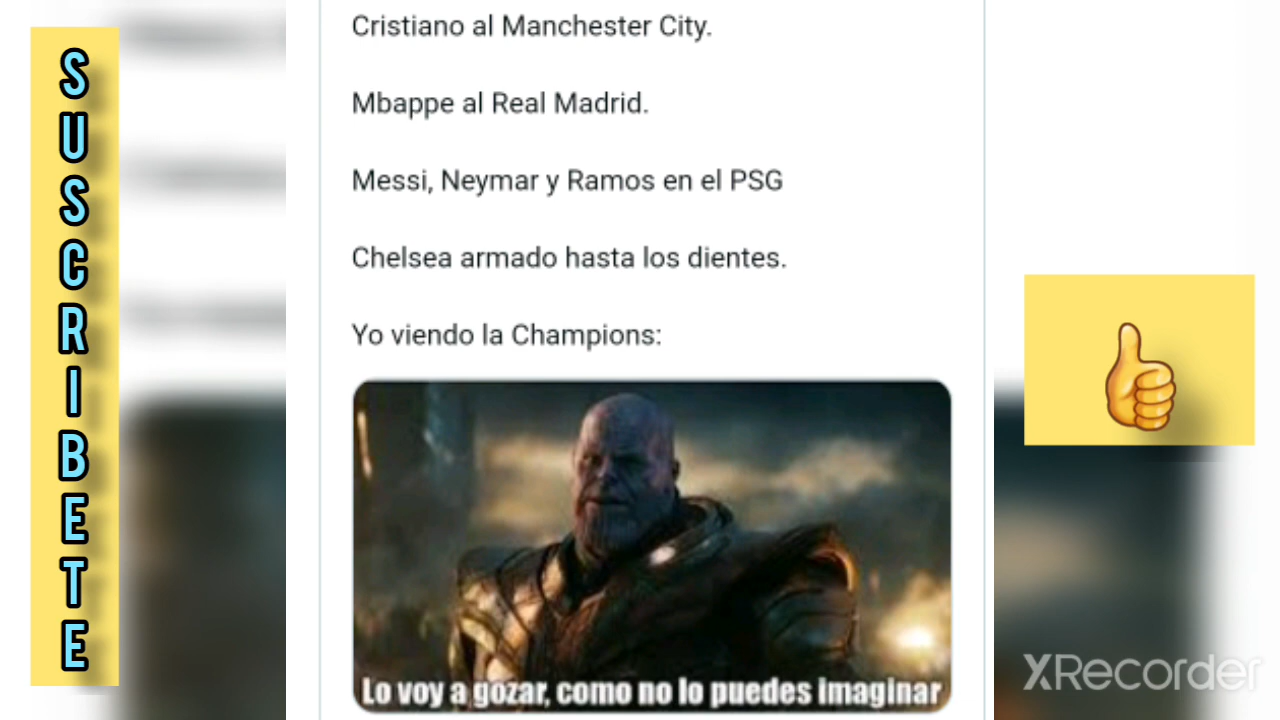 SUSCRIBETE
Cristiano al Manchester City.
Mbappe al Real Madrid.
Messi, Neymar y Ramos en el PSG
Chelsea armado hasta los dientes.
Yo viendo la Champions:
Lo voy a gozar, como no lo puedes imaginar
XRecorder